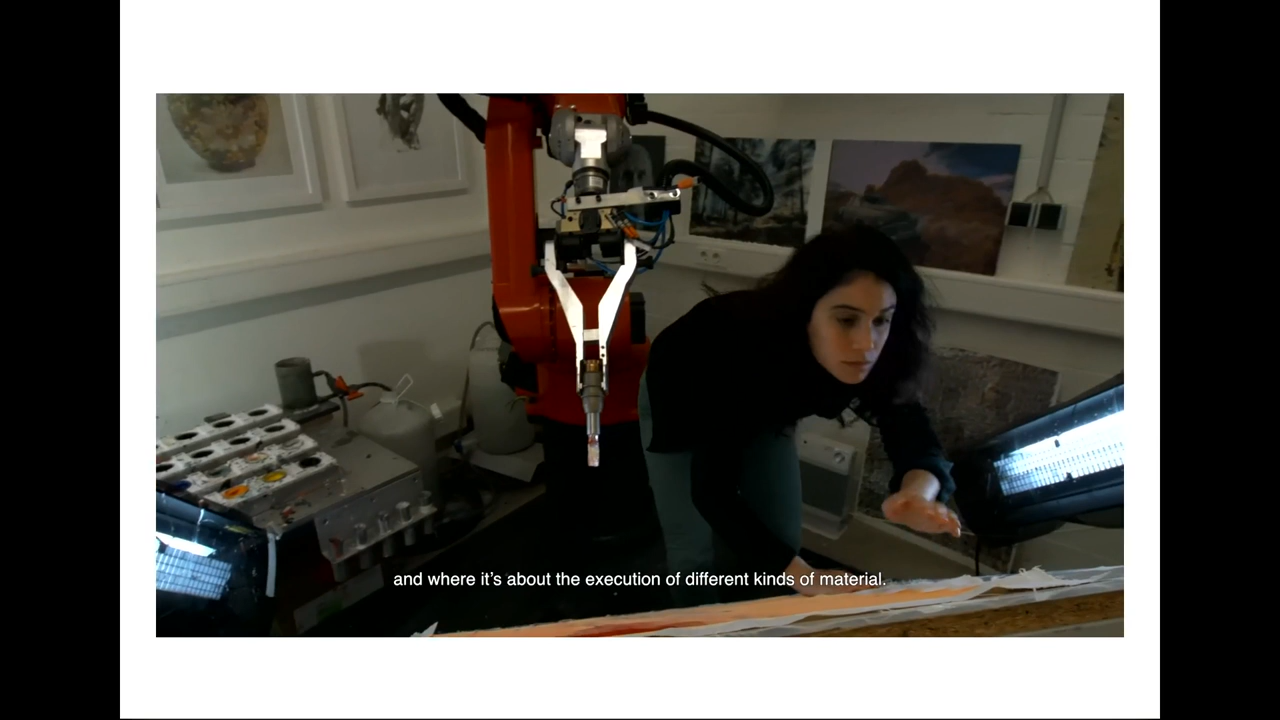 and where it's about the execution of different kinds of material.